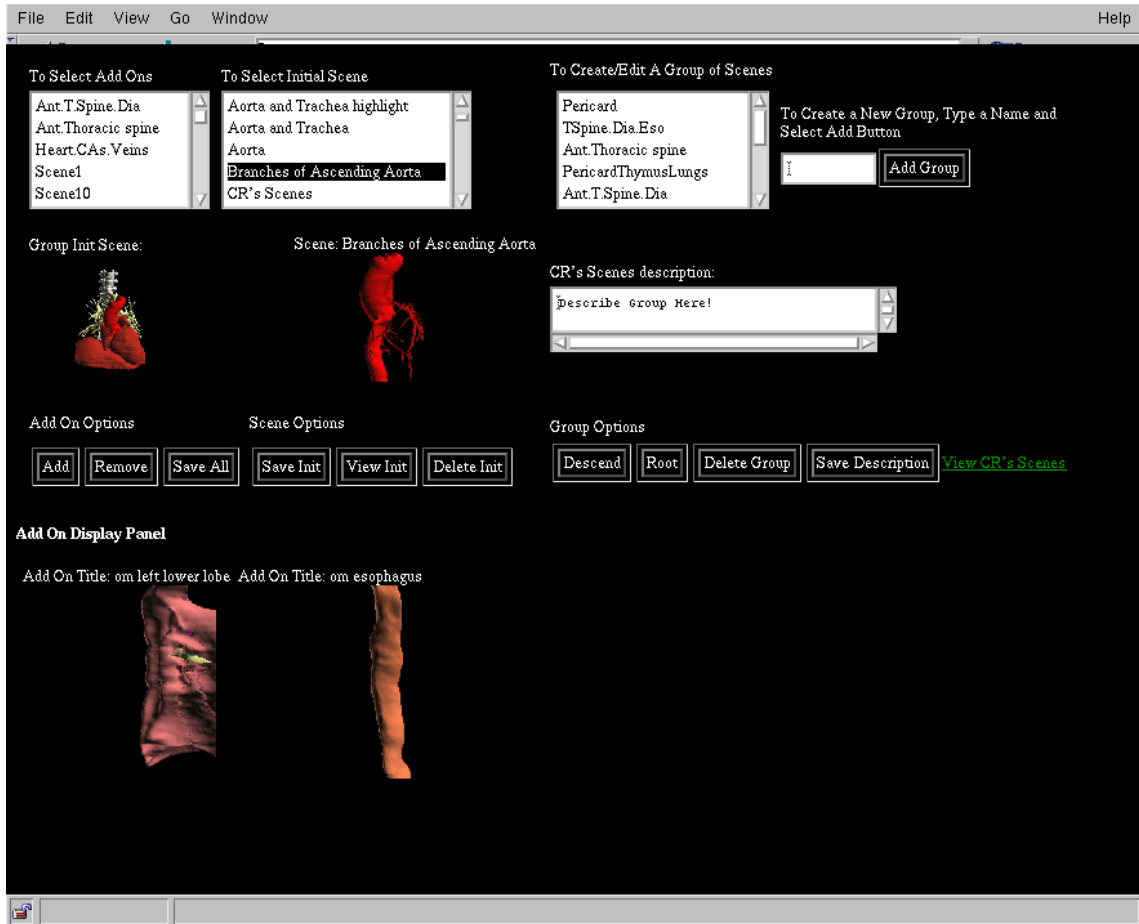 File Edit View Go Window Help
To Select Add Ons
Ant.T.Spine.Dia
Ant.Thoracic spine
Heart.CAs.Veins
Scene1
Scene10
To Select Initial Scene
Aorta and Trachea highlight
Aorta and Trachea
Aorta
Branches of Ascending Aorta
CR's Scenes
To Create/Edit A Group of Scenes
Pericard
TSpine.Dia.Eso
Ant.Thoracic spine
PericardThymusLungs
Ant.T.Spine.Dia
To Create a New Group, Type a Name and
Select Add Button
Add Group
Group Init Scene:
Scene: Branches of Ascending Aorta
CR's Scenes description:
Describe Group Here!
Add On Options
Add Remove Save All
Scene Options
Save Init View Init Delete Init
Group Options
Descend Root Delete Group Save Description View CR's Scenes
Add On Display Panel
Add On Title: om left lower lobe Add On Title: om esophagus